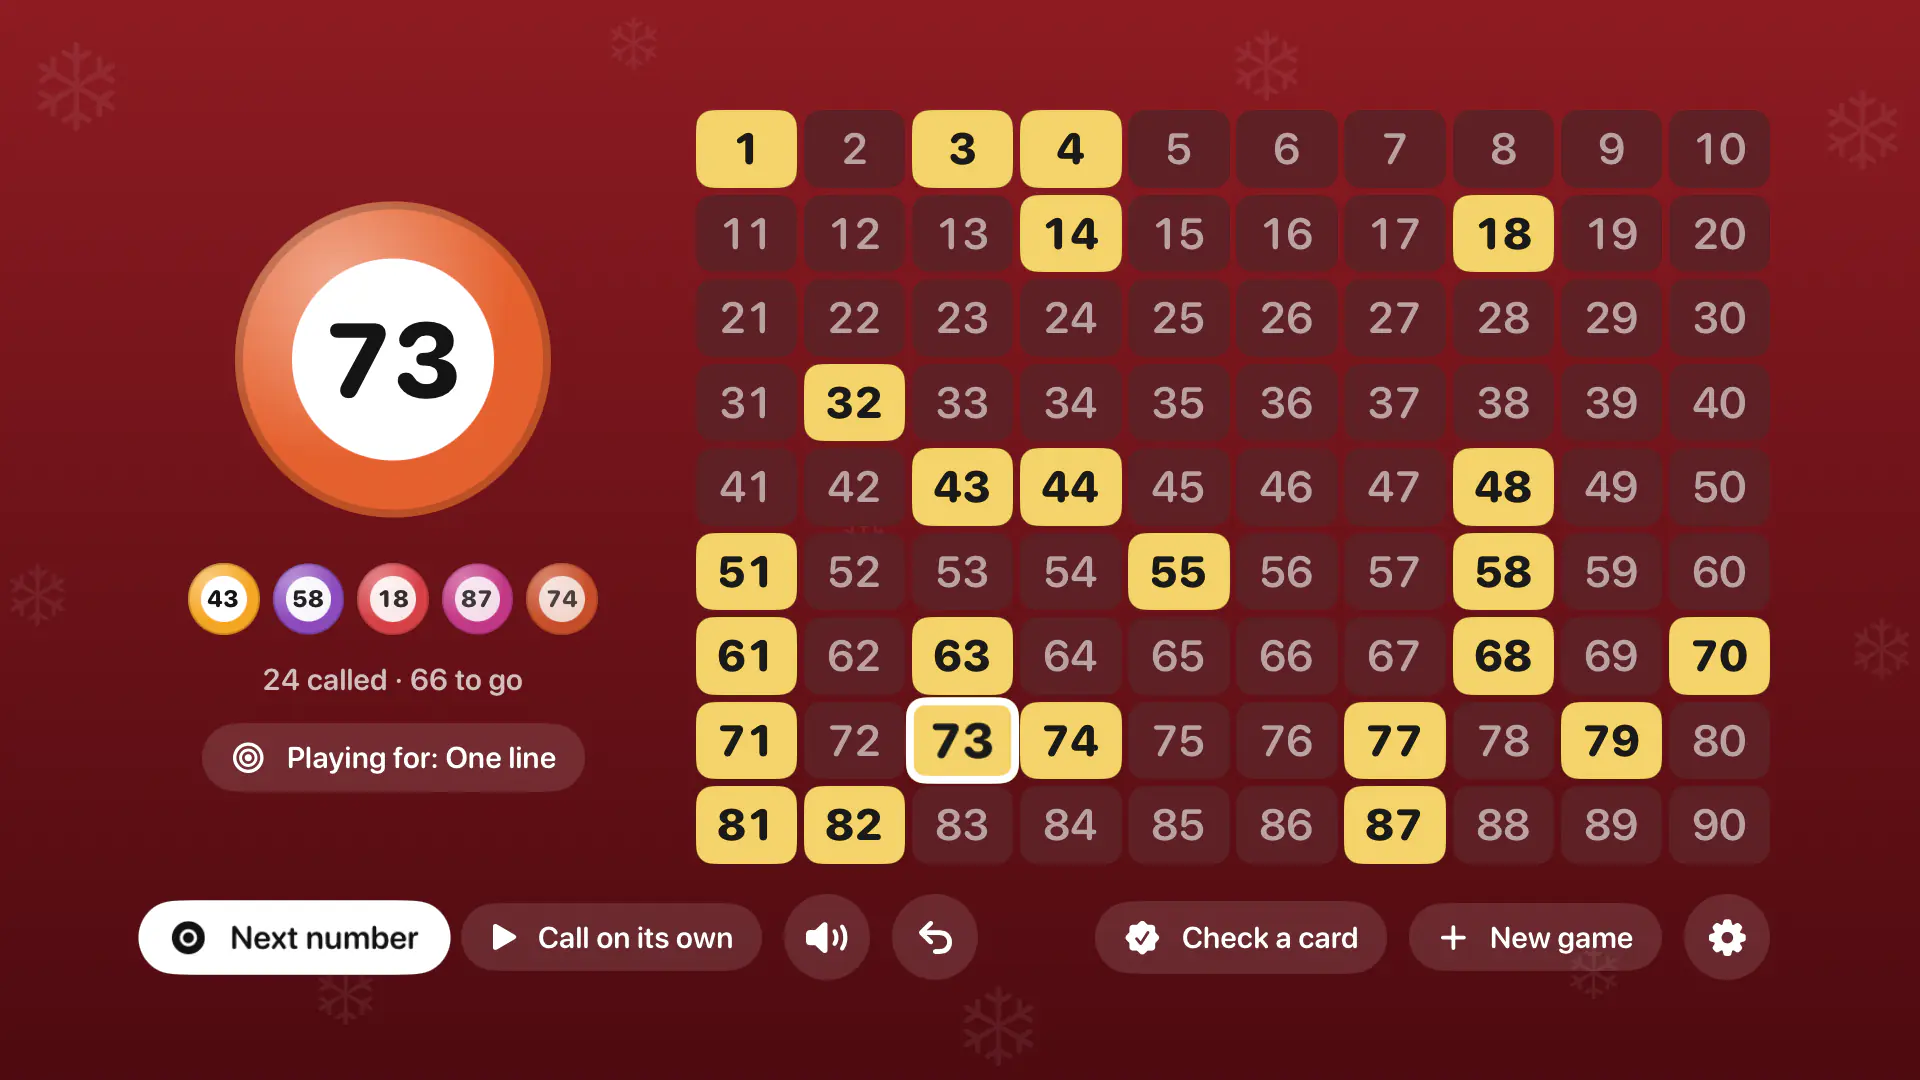 73
43 58 18 87 74
24 called · 66 to go
Playing for: One line
1 2 3 4 5 6 7 8 9 10
11 12 13 14 15 16 17 18 19 20
21 22 23 24 25 26 27 28 29 30
31 32 33 34 35 36 37 38 39 40
41 42 43 44 45 46 47 48 49 50
51 52 53 54 55 56 57 58 59 60
61 62 63 64 65 66 67 68 69 70
71 72 73 74 75 76 77 78 79 80
81 82 83 84 85 86 87 88 89 90
Next number Call on its own Check a card New game